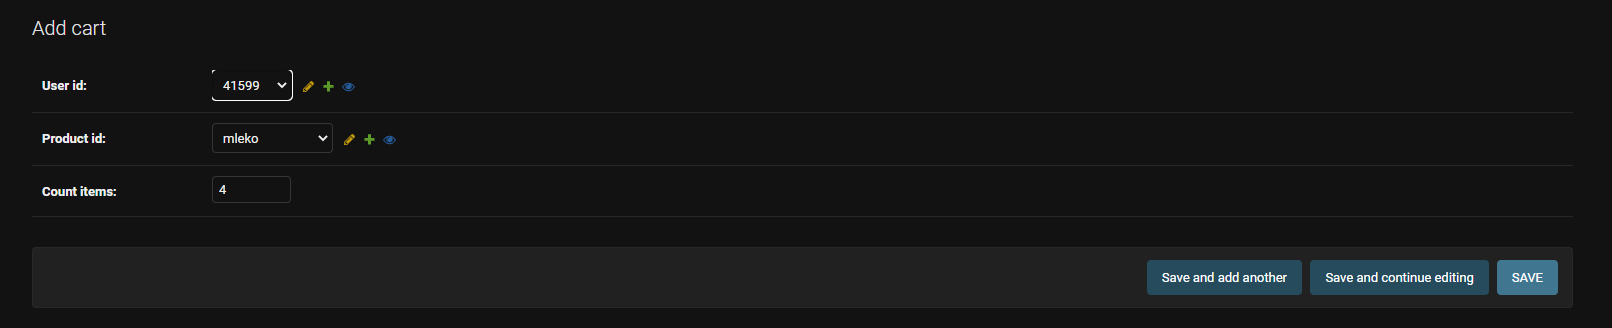 Add cart
User id: 41599
Product id: mleko
Count items: 4
Save and add another Save and continue editing SAVE